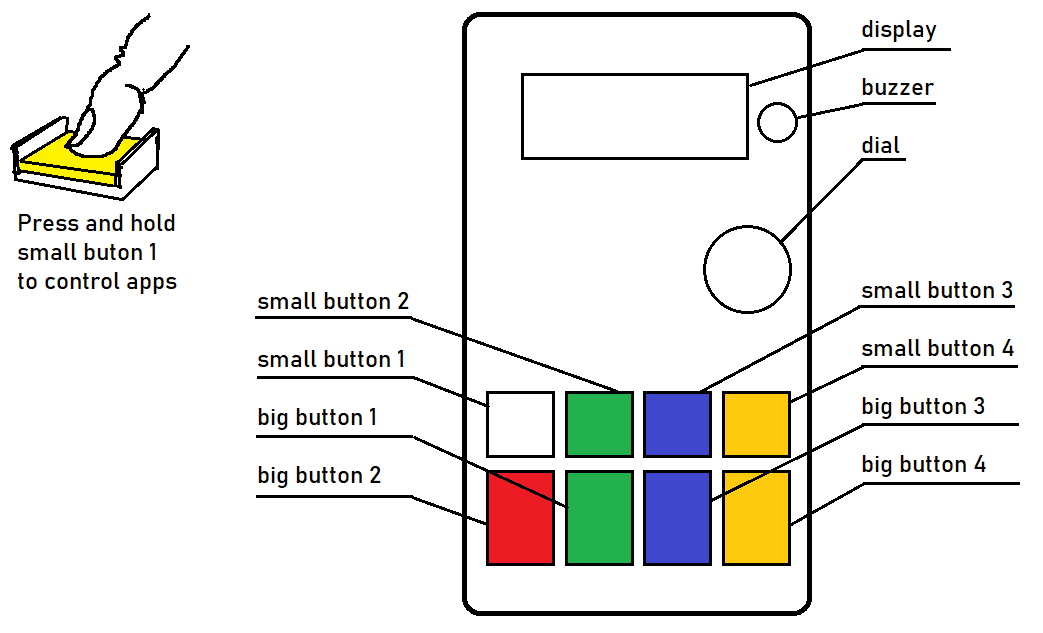 display
buzzer
dial
Press and hold
small buton 1
to control apps
small button 2
small button 1
big button 1
big button 2
small button 3
small button 4
big button 3
big button 4